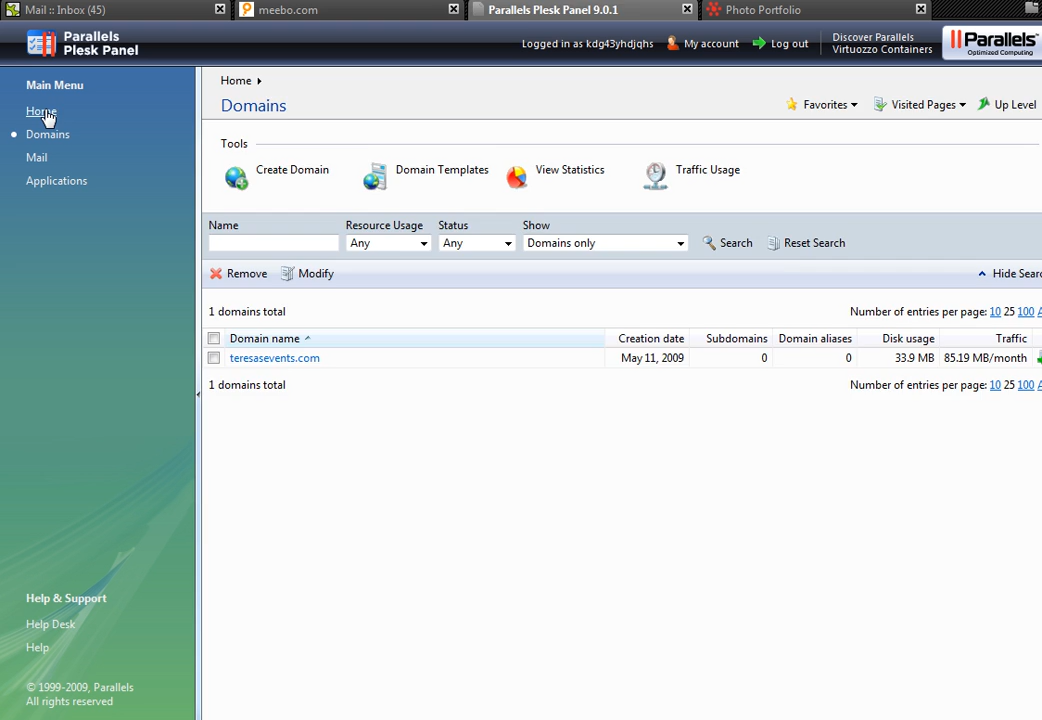 Mail :: Inbox (45)
meebo.com
Parallels Plesk Panel 9.0.1
Photo Portfolio
Parallels
Plesk Panel
Logged in as kdg43yhdjqhs
My account
Log out
Discover Parallels
Virtuozzo Containers
Parallels™
Optimized Computing
Main Menu
Home
Domains
Mail
Applications
Home
Domains
Favorites
Visited Pages
Up Level
Tools
Create Domain
Domain Templates
View Statistics
Traffic Usage
Name
Resource Usage
Status
Show
Any
Any
Domains only
Search
Reset Search
Remove
Modify
Hide Sear
1 domains total
Number of entries per page: 10 25 100 A
Domain name
Creation date
Subdomains
Domain aliases
Disk usage
Traffic
teresasevents.com
May 11, 2009
0
0
33.9 MB
85.19 MB/month
1 domains total
Number of entries per page: 10 25 100 A
Help & Support
Help Desk
Help
© 1999-2009, Parallels
All rights reserved